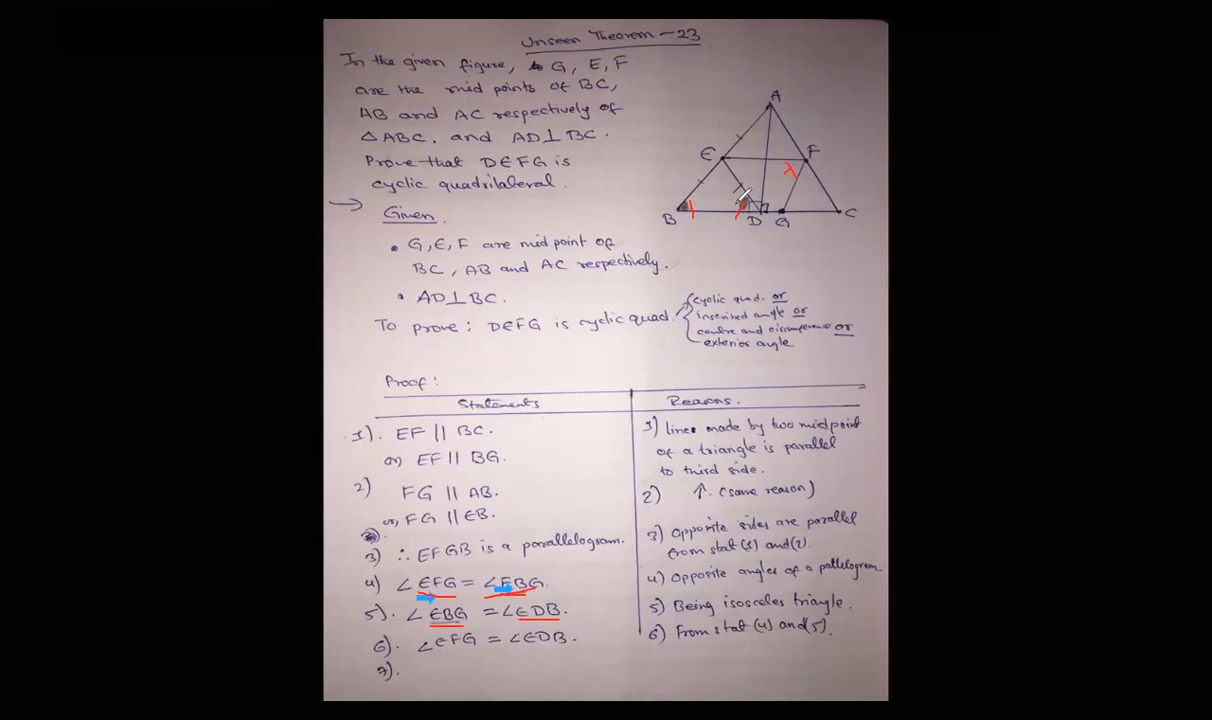 Unseen Theorem - 23
In the given figure, G, E, F
are the mid points of BC,
AB and AC respectively of
△ABC. and AD⊥BC.
Prove that DEFG is
cyclic quadrilateral.
A
E
F
B
D
G
C
→ Given
• G, E, F are mid point of
BC, AB and AC respectively.
• AD⊥BC.
To prove: DEFG is cyclic quad.
cyclic quad. or
inscribed angle or
centre and circumference or
exterior angle
Proof:
Statements
Reasons.
1). EF || BC.
or, EF || BG.
1) line made by two midpoint
of a triangle is parallel
to third side.
2) FG || AB.
or, FG || EB.
2) ↑. (same reason)
3) ∴ EFGB is a parallelogram.
3) Opposite sides are parallel
from stat (1) and (2).
4) ∠EFG = ∠EBG.
4) Opposite angles of a pallelogram.
5). ∠EBG = ∠EDB.
5) Being isosceles triangle.
6). ∠EFG = ∠EDB.
6) From stat (4) and (5).
7).